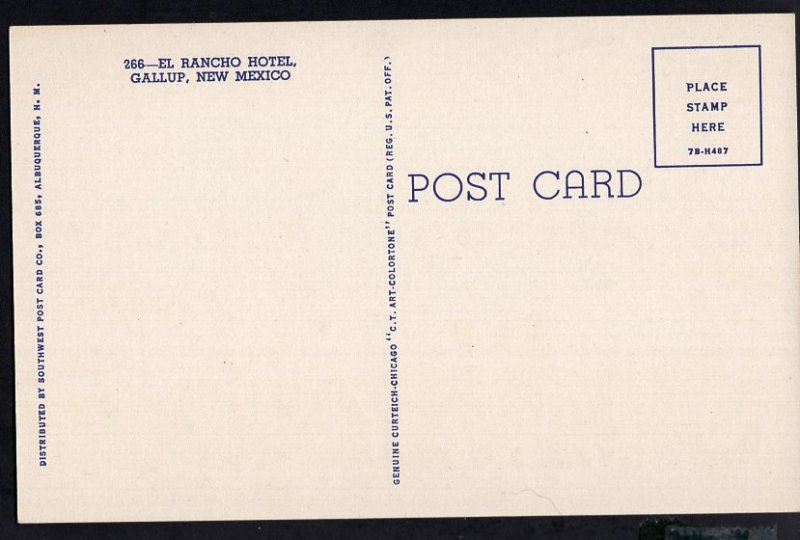 266—EL RANCHO HOTEL,
GALLUP, NEW MEXICO
DISTRIBUTED BY SOUTHWEST POST CARD CO., BOX 685, ALBUQUERQUE, N. M.
GENUINE CURTEICH-CHICAGO "C.T. ART-COLORTONE" POST CARD (REG. U.S. PAT. OFF.)
POST CARD
PLACE
STAMP
HERE
7B-H487